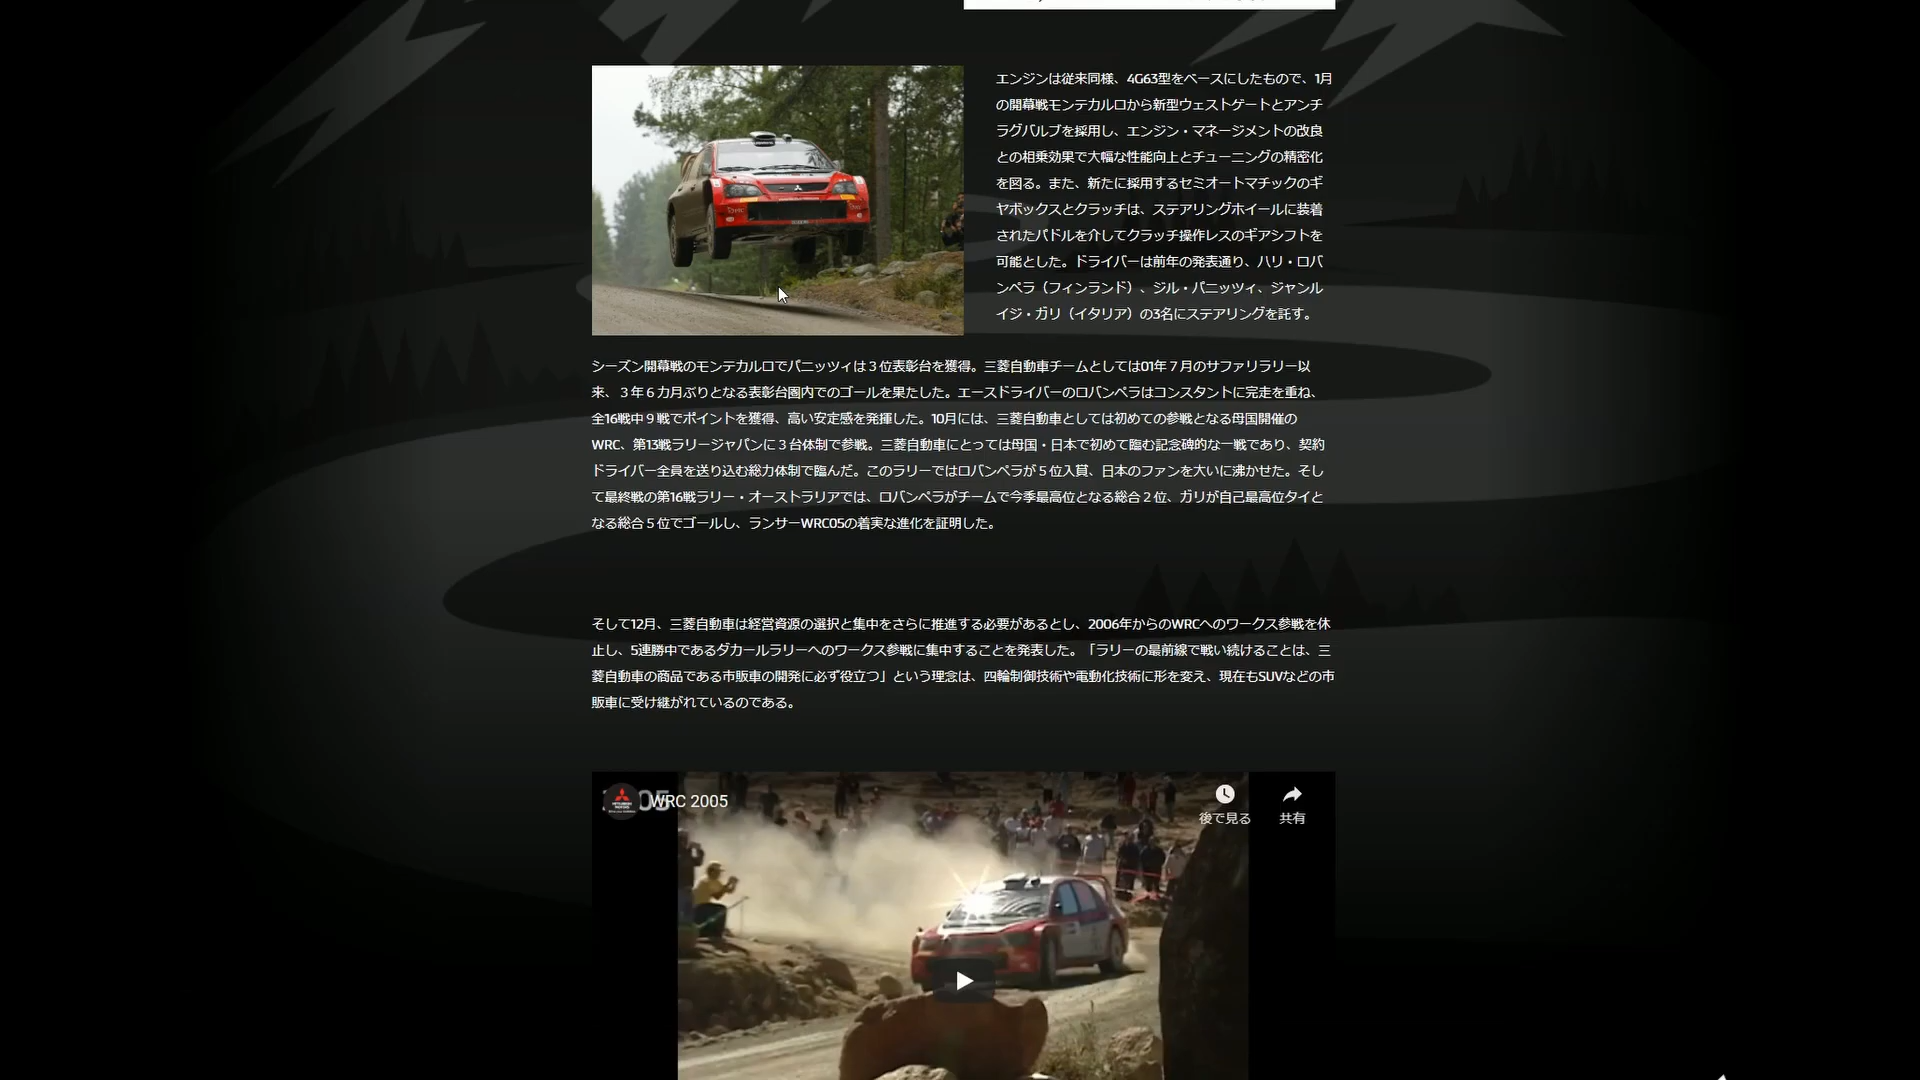 エンジンは従来同様、4G63型をベースにしたもので、1月
の開幕戦モンテカルロから新型ウェストゲートとアンチ
ラグバルブを採用し、エンジン・マネージメントの改良
との相乗効果で大幅な性能向上とチューニングの精密化
を図る。また、新たに採用するセミオートマチックのギ
ヤボックスとクラッチは、ステアリングホイールに装着
されたパドルを介してクラッチ操作レスのギアシフトを
可能とした。ドライバーは前年の発表通り、ハリ・ロバ
ンペラ（フィンランド）、ジル・パニッツィ、ジャンル
イジ・ガリ（イタリア）の3名にステアリングを託す。
シーズン開幕戦のモンテカルロでパニッツィは３位表彰台を獲得。三菱自動車チームとしては01年７月のサファリラリー以
来、３年６カ月ぶりとなる表彰台圏内でのゴールを果たした。エースドライバーのロバンペラはコンスタントに完走を重ね、
全16戦中９戦でポイントを獲得、高い安定感を発揮した。10月には、三菱自動車としては初めての参戦となる母国開催の
WRC、第13戦ラリージャパンに３台体制で参戦。三菱自動車にとっては母国・日本で初めて臨む記念碑的な一戦であり、契約
ドライバー全員を送り込む総力体制で臨んだ。このラリーではロバンペラが５位入賞、日本のファンを大いに沸かせた。そし
て最終戦の第16戦ラリー・オーストラリアでは、ロバンペラがチームで今季最高位となる総合２位、ガリが自己最高位タイと
なる総合５位でゴールし、ランサーWRC05の着実な進化を証明した。
そして12月、三菱自動車は経営資源の選択と集中をさらに推進する必要があるとし、2006年からのWRCへのワークス参戦を休
止し、5連勝中であるダカールラリーへのワークス参戦に集中することを発表した。「ラリーの最前線で戦い続けることは、三
菱自動車の商品である市販車の開発に必ず役立つ」という理念は、四輪制御技術や電動化技術に形を変え、現在もSUVなどの市
販車に受け継がれているのである。
WRC 2005
後で見る
共有